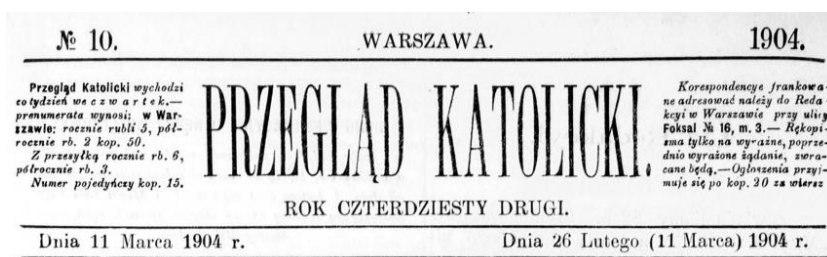 № 10.
WARSZAWA.
1904.
Przegląd Katolicki wychodzi
co tydzień we czwartek.—
prenumerata wynosi: w War-
szawie: rocznie rubli 5, pół-
rocznie rb. 2 kop. 50.
Z przesyłką rocznie rb. 6,
półrocznie rb. 3.
Numer pojedyńczy kop. 15.
PRZEGLĄD KATOLICKI.
Korespondencye frankowa-
ne adresować należy do Reda
kcyi w Warszawie przy ulicy
Foksal № 16, m. 3.— Rękopi-
sma tylko na wyraźne, poprze-
dnio wyrażone żądanie, zwra-
cane będą.—Ogłoszenia przyj-
muje się po kop. 20 za wiersz
ROK CZTERDZIESTY DRUGI.
Dnia 11 Marca 1904 r.
Dnia 26 Lutego (11 Marca) 1904 r.